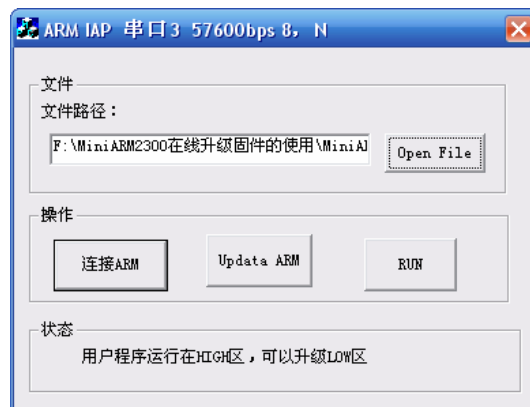 ARM IAP 串口3 57600bps 8, N
文件
文件路径：
F:\MiniARM2300在线升级固件的使用\MiniA
Open File
操作
连接ARM
Updata ARM
RUN
状态
用户程序运行在HIGH区，可以升级LOW区